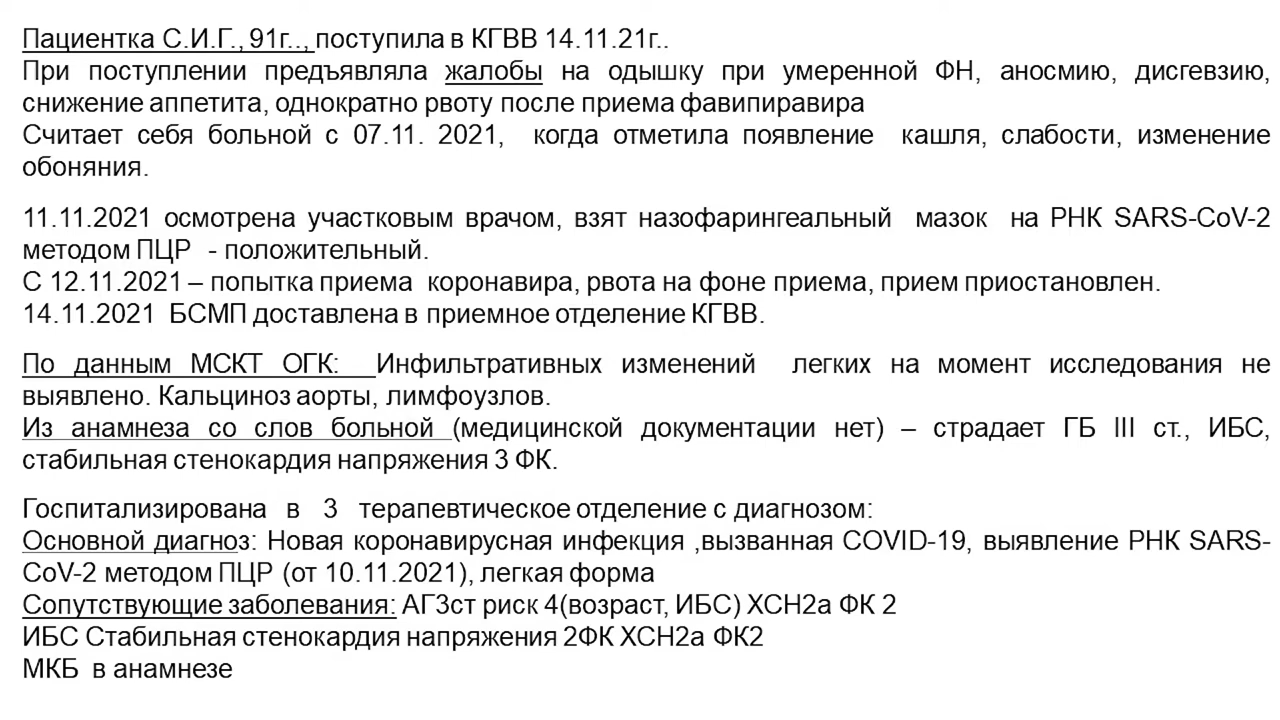 Пациентка С.И.Г., 91г.., поступила в КГВВ 14.11.21г..
При поступлении предъявляла жалобы на одышку при умеренной ФН, аносмию, дисгевзию,
снижение аппетита, однократно рвоту после приема фавипиравира
Считает себя больной с 07.11. 2021, когда отметила появление кашля, слабости, изменение
обоняния.
11.11.2021 осмотрена участковым врачом, взят назофарингеальный мазок на РНК SARS-CoV-2
методом ПЦР - положительный.
С 12.11.2021 – попытка приема коронавира, рвота на фоне приема, прием приостановлен.
14.11.2021 БСМП доставлена в приемное отделение КГВВ.
По данным МСКТ ОГК: Инфильтративных изменений легких на момент исследования не
выявлено. Кальциноз аорты, лимфоузлов.
Из анамнеза со слов больной (медицинской документации нет) – страдает ГБ III ст., ИБС,
стабильная стенокардия напряжения 3 ФК.
Госпитализирована в 3 терапевтическое отделение с диагнозом:
Основной диагноз: Новая коронавирусная инфекция ,вызванная COVID-19, выявление РНК SARS-
CoV-2 методом ПЦР (от 10.11.2021), легкая форма
Сопутствующие заболевания: АГ3ст риск 4(возраст, ИБС) ХСН2а ФК 2
ИБС Стабильная стенокардия напряжения 2ФК ХСН2а ФК2
МКБ в анамнезе